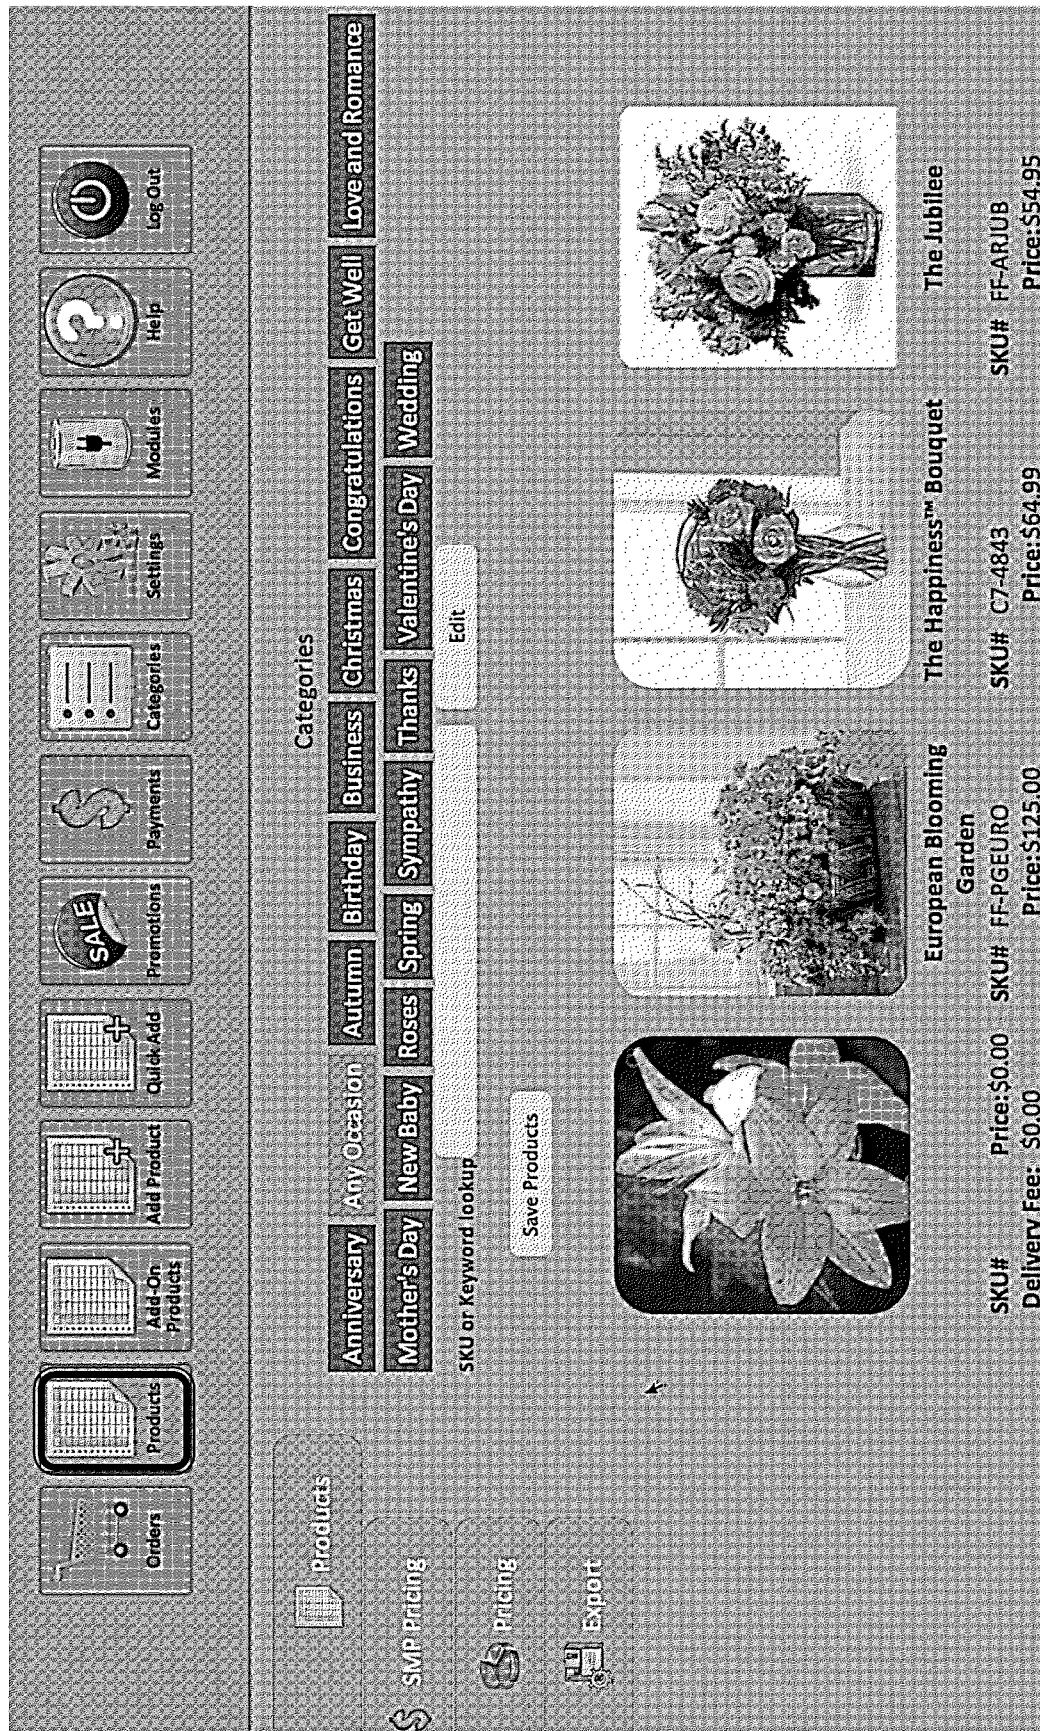 Orders
Products
Add-On
Products
Add Product
Quick Add
SALE
Promotions
Payments
Categories
Settings
Modules
?
Help
Log Out
Products
$ SMP Pricing
Pricing
Export
Categories
Anniversary Any Occasion Autumn Birthday Business Christmas Congratulations Get Well Love and Romance
Mother's Day New Baby Roses Spring Sympathy Thanks Valentine's Day Wedding
SKU or Keyword lookup Edit
Save Products
SKU# Price:$0.00
Delivery Fee: $0.00
European Blooming
Garden
SKU# FF-PGEURO
Price:$125.00
The Happiness™ Bouquet
SKU# C7-4843
Price:$64.99
The Jubilee
SKU# FF-ARJUB
Price:$54.95